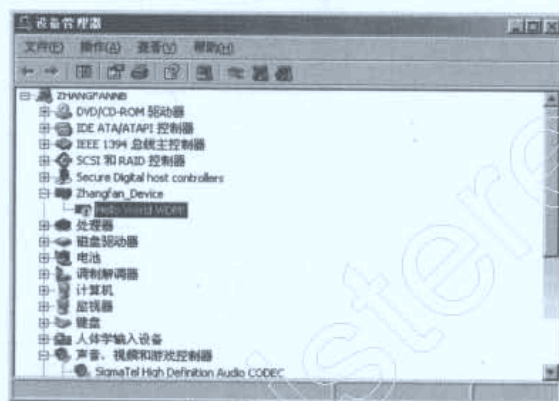 设备管理器
文件(F) 操作(A) 查看(V) 帮助(H)
ZHANGFANNB
DVD/CD-ROM 驱动器
IDE ATA/ATAPI 控制器
IEEE 1394 总线主控制器
SCSI 和 RAID 控制器
Secure Digital host controllers
Zhangfan_Device
Hello World WDM!
处理器
磁盘驱动器
电池
调制解调器
计算机
监视器
键盘
人体学输入设备
声音、视频和游戏控制器
SigmaTel High Definition Audio CODEC